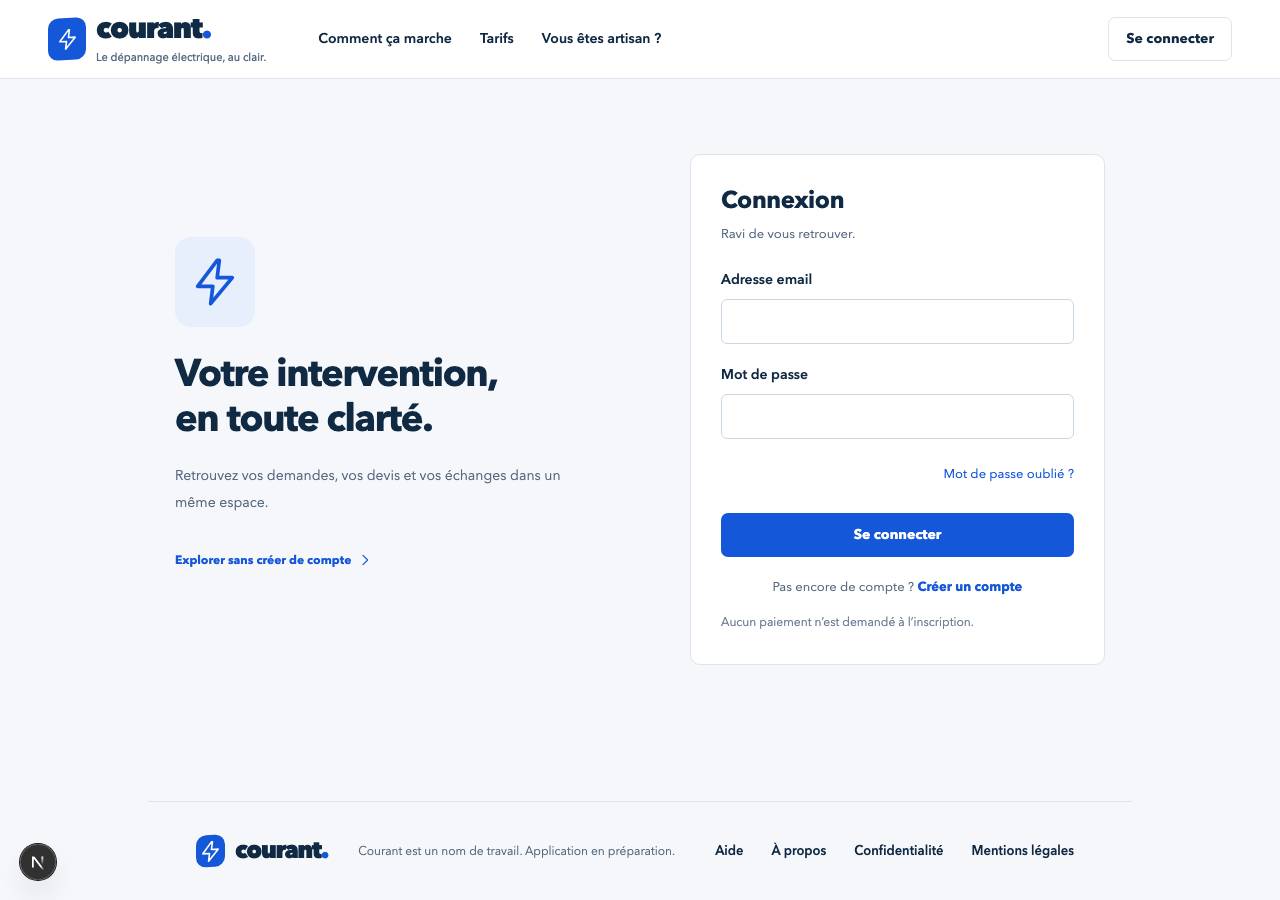 courant.
Le dépannage électrique, au clair.
Comment ça marche
Tarifs
Vous êtes artisan ?
Se connecter
Votre intervention,
en toute clarté.
Retrouvez vos demandes, vos devis et vos échanges dans un
même espace.
Explorer sans créer de compte
Connexion
Ravi de vous retrouver.
Adresse email
Mot de passe
Mot de passe oublié ?
Se connecter
Pas encore de compte ? Créer un compte
Aucun paiement n’est demandé à l’inscription.
N
courant.
Courant est un nom de travail. Application en préparation.
Aide
À propos
Confidentialité
Mentions légales